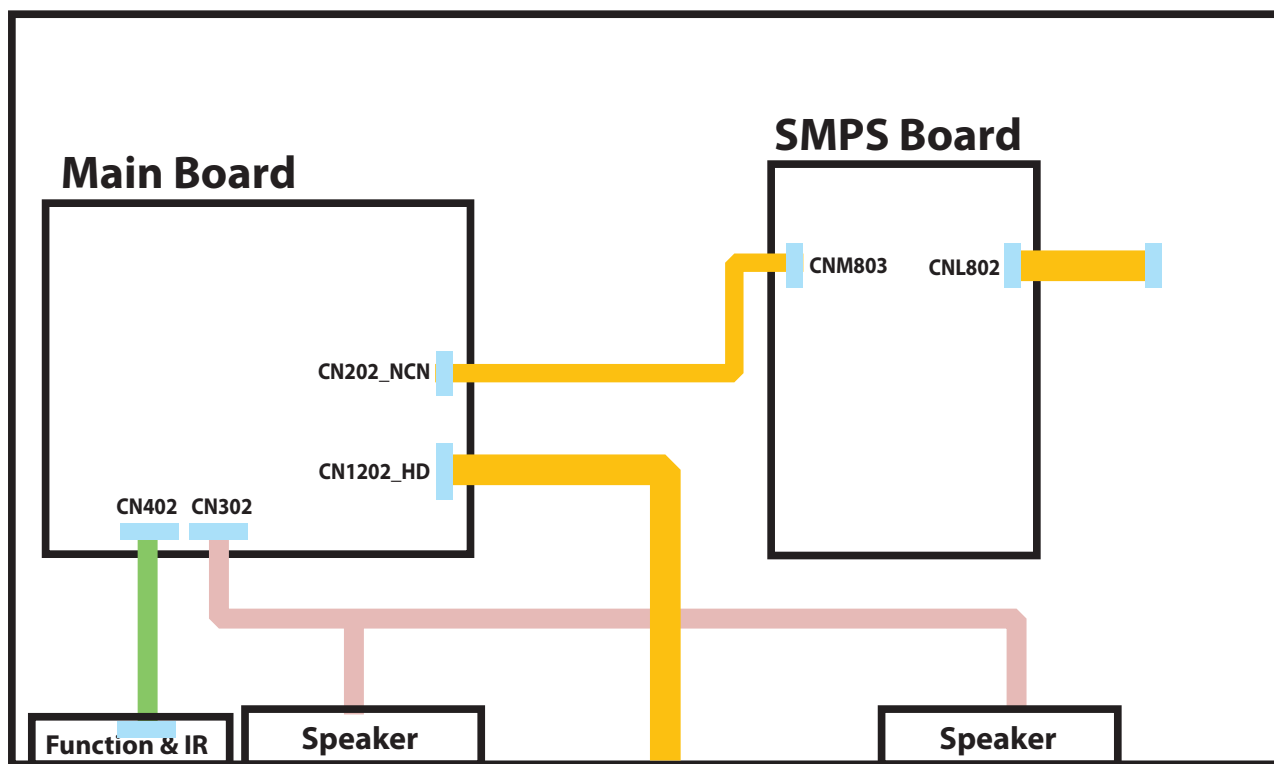 SMPS Board
Main Board
CNM803
CNL802
CN202_NCN
CN1202_HD
CN402
CN302
Function & IR
Speaker
Speaker